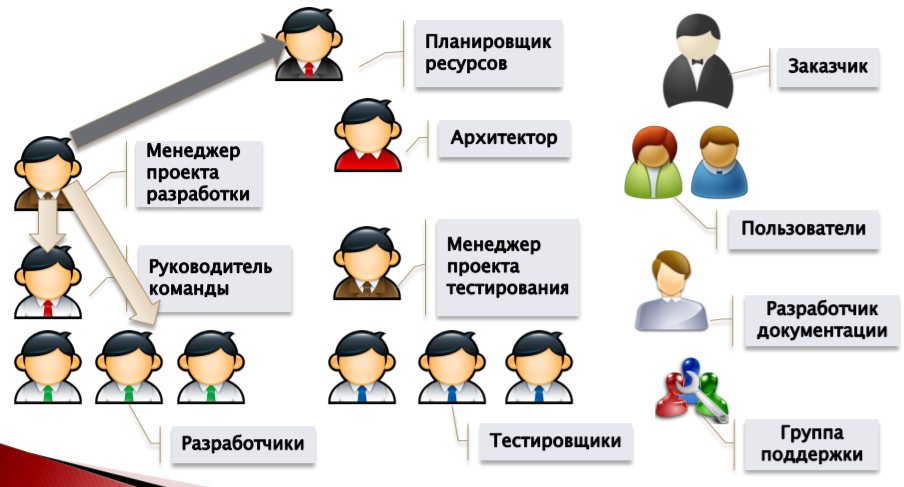 Планировщик
ресурсов
Заказчик
Архитектор
Менеджер
проекта
разработки
Пользователи
Менеджер
проекта
тестирования
Руководитель
команды
Разработчик
документации
Разработчики
Тестировщики
Группа
поддержки